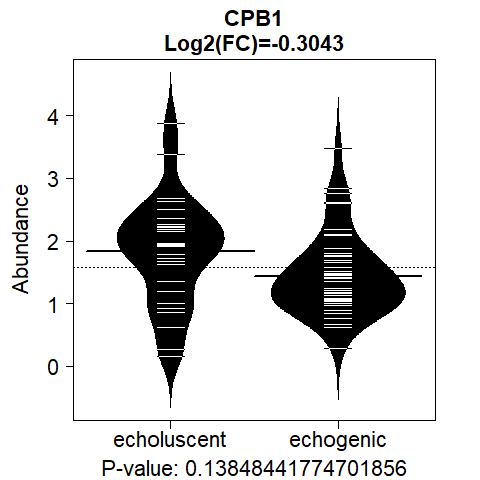 CPB1
Log2(FC)=-0.3043
Abundance
4
3
2
1
0
echoluscent echogenic
P-value: 0.13848441774701856